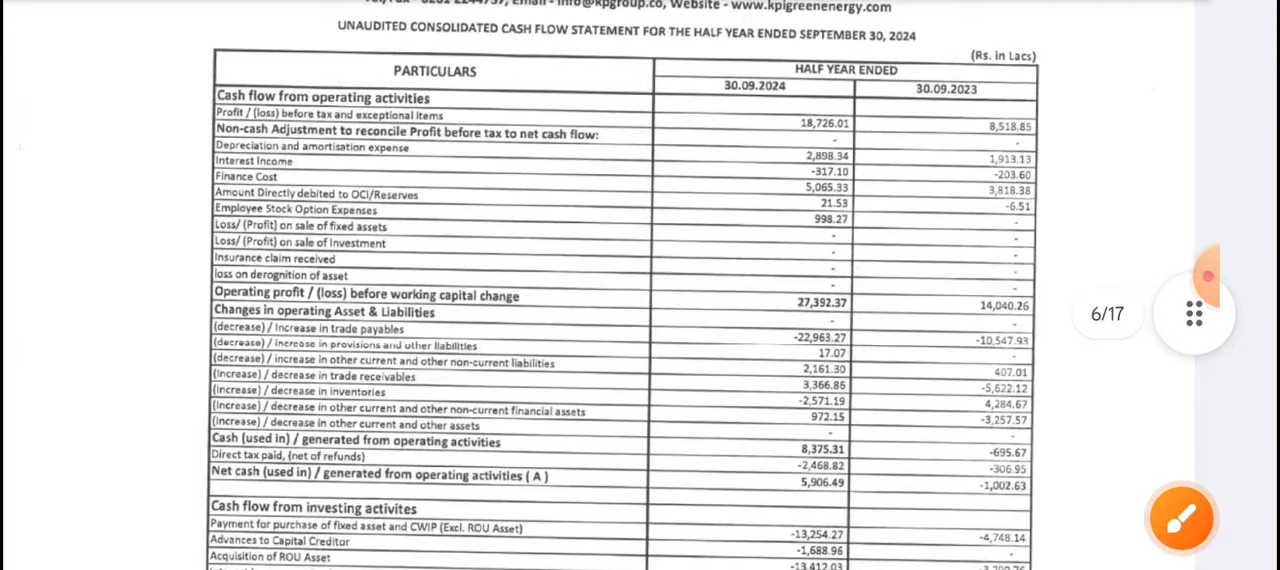 info@kpgroup.co, Website - www.kpigreenenergy.com
UNAUDITED CONSOLIDATED CASH FLOW STATEMENT FOR THE HALF YEAR ENDED SEPTEMBER 30, 2024
(Rs. in Lacs)
PARTICULARS HALF YEAR ENDED
30.09.2024 30.09.2023
Cash flow from operating activities
Profit / (loss) before tax and exceptional items 18,726.01 8,518.85
Non-cash Adjustment to reconcile Profit before tax to net cash flow: - -
Depreciation and amortisation expense 2,898.34 1,913.13
Interest Income -317.10 -203.60
Finance Cost 5,065.33 3,818.38
Amount Directly debited to OCI/Reserves 21.53 -6.51
Employee Stock Option Expenses 998.27 -
Loss/ (Profit) on sale of fixed assets - -
Loss/ (Profit) on sale of Investment - -
Insurance claim received - -
loss on derognition of asset - -
Operating profit / (loss) before working capital change 27,392.37 14,040.26
Changes in operating Asset & Liabilities - -
(decrease) / Increase in trade payables -22,963.27 -10,547.93
(decrease) / increase in provisions and other liabilities 17.07 -
(decrease) / increase in other current and other non-current liabilities 2,161.30 407.01
(Increase) / decrease in trade receivables 3,366.86 -5,622.12
(Increase) / decrease in inventories -2,571.19 4,284.67
(Increase) / decrease in other current and other non-current financial assets 972.15 -3,257.57
(Increase) / decrease in other current and other assets - -
Cash (used in) / generated from operating activities 8,375.31 -695.67
Direct tax paid, (net of refunds) -2,468.82 -306.95
Net cash (used in) / generated from operating activities ( A ) 5,906.49 -1,002.63
Cash flow from investing activites
Payment for purchase of fixed asset and CWIP (Excl. ROU Asset) -13,254.27 -4,748.14
Advances to Capital Creditor -1,688.96 -
Acquisition of ROU Asset -13,412.03
6/17